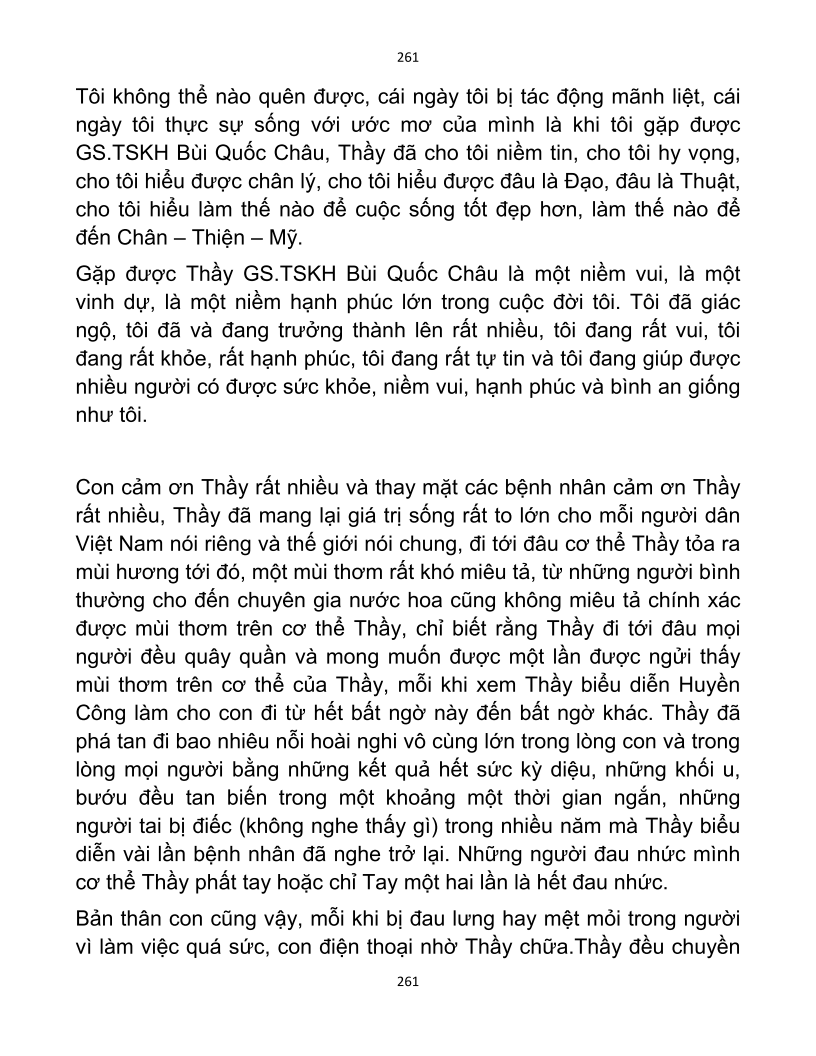 261
Tôi không thể nào quên được, cái ngày tôi bị tác động mãnh liệt, cái
ngày tôi thực sự sống với ước mơ của mình là khi tôi gặp được
GS.TSKH Bùi Quốc Châu, Thầy đã cho tôi niềm tin, cho tôi hy vọng,
cho tôi hiểu được chân lý, cho tôi hiểu được đâu là Đạo, đâu là Thuật,
cho tôi hiểu làm thế nào để cuộc sống tốt đẹp hơn, làm thế nào để
đến Chân – Thiện – Mỹ.
Gặp được Thầy GS.TSKH Bùi Quốc Châu là một niềm vui, là một
vinh dự, là một niềm hạnh phúc lớn trong cuộc đời tôi. Tôi đã giác
ngộ, tôi đã và đang trưởng thành lên rất nhiều, tôi đang rất vui, tôi
đang rất khỏe, rất hạnh phúc, tôi đang rất tự tin và tôi đang giúp được
nhiều người có được sức khỏe, niềm vui, hạnh phúc và bình an giống
như tôi.
Con cảm ơn Thầy rất nhiều và thay mặt các bệnh nhân cảm ơn Thầy
rất nhiều, Thầy đã mang lại giá trị sống rất to lớn cho mỗi người dân
Việt Nam nói riêng và thế giới nói chung, đi tới đâu cơ thể Thầy tỏa ra
mùi hương tới đó, một mùi thơm rất khó miêu tả, từ những người bình
thường cho đến chuyên gia nước hoa cũng không miêu tả chính xác
được mùi thơm trên cơ thể Thầy, chỉ biết rằng Thầy đi tới đâu mọi
người đều quây quần và mong muốn được một lần được ngửi thấy
mùi thơm trên cơ thể của Thầy, mỗi khi xem Thầy biểu diễn Huyền
Công làm cho con đi từ hết bất ngờ này đến bất ngờ khác. Thầy đã
phá tan đi bao nhiêu nỗi hoài nghi vô cùng lớn trong lòng con và trong
lòng mọi người bằng những kết quả hết sức kỳ diệu, những khối u,
bướu đều tan biến trong một khoảng một thời gian ngắn, những
người tai bị điếc (không nghe thấy gì) trong nhiều năm mà Thầy biểu
diễn vài lần bệnh nhân đã nghe trở lại. Những người đau nhức mình
cơ thể Thầy phất tay hoặc chỉ Tay một hai lần là hết đau nhức.
Bản thân con cũng vậy, mỗi khi bị đau lưng hay mệt mỏi trong người
vì làm việc quá sức, con điện thoại nhờ Thầy chữa.Thầy đều chuyền
261